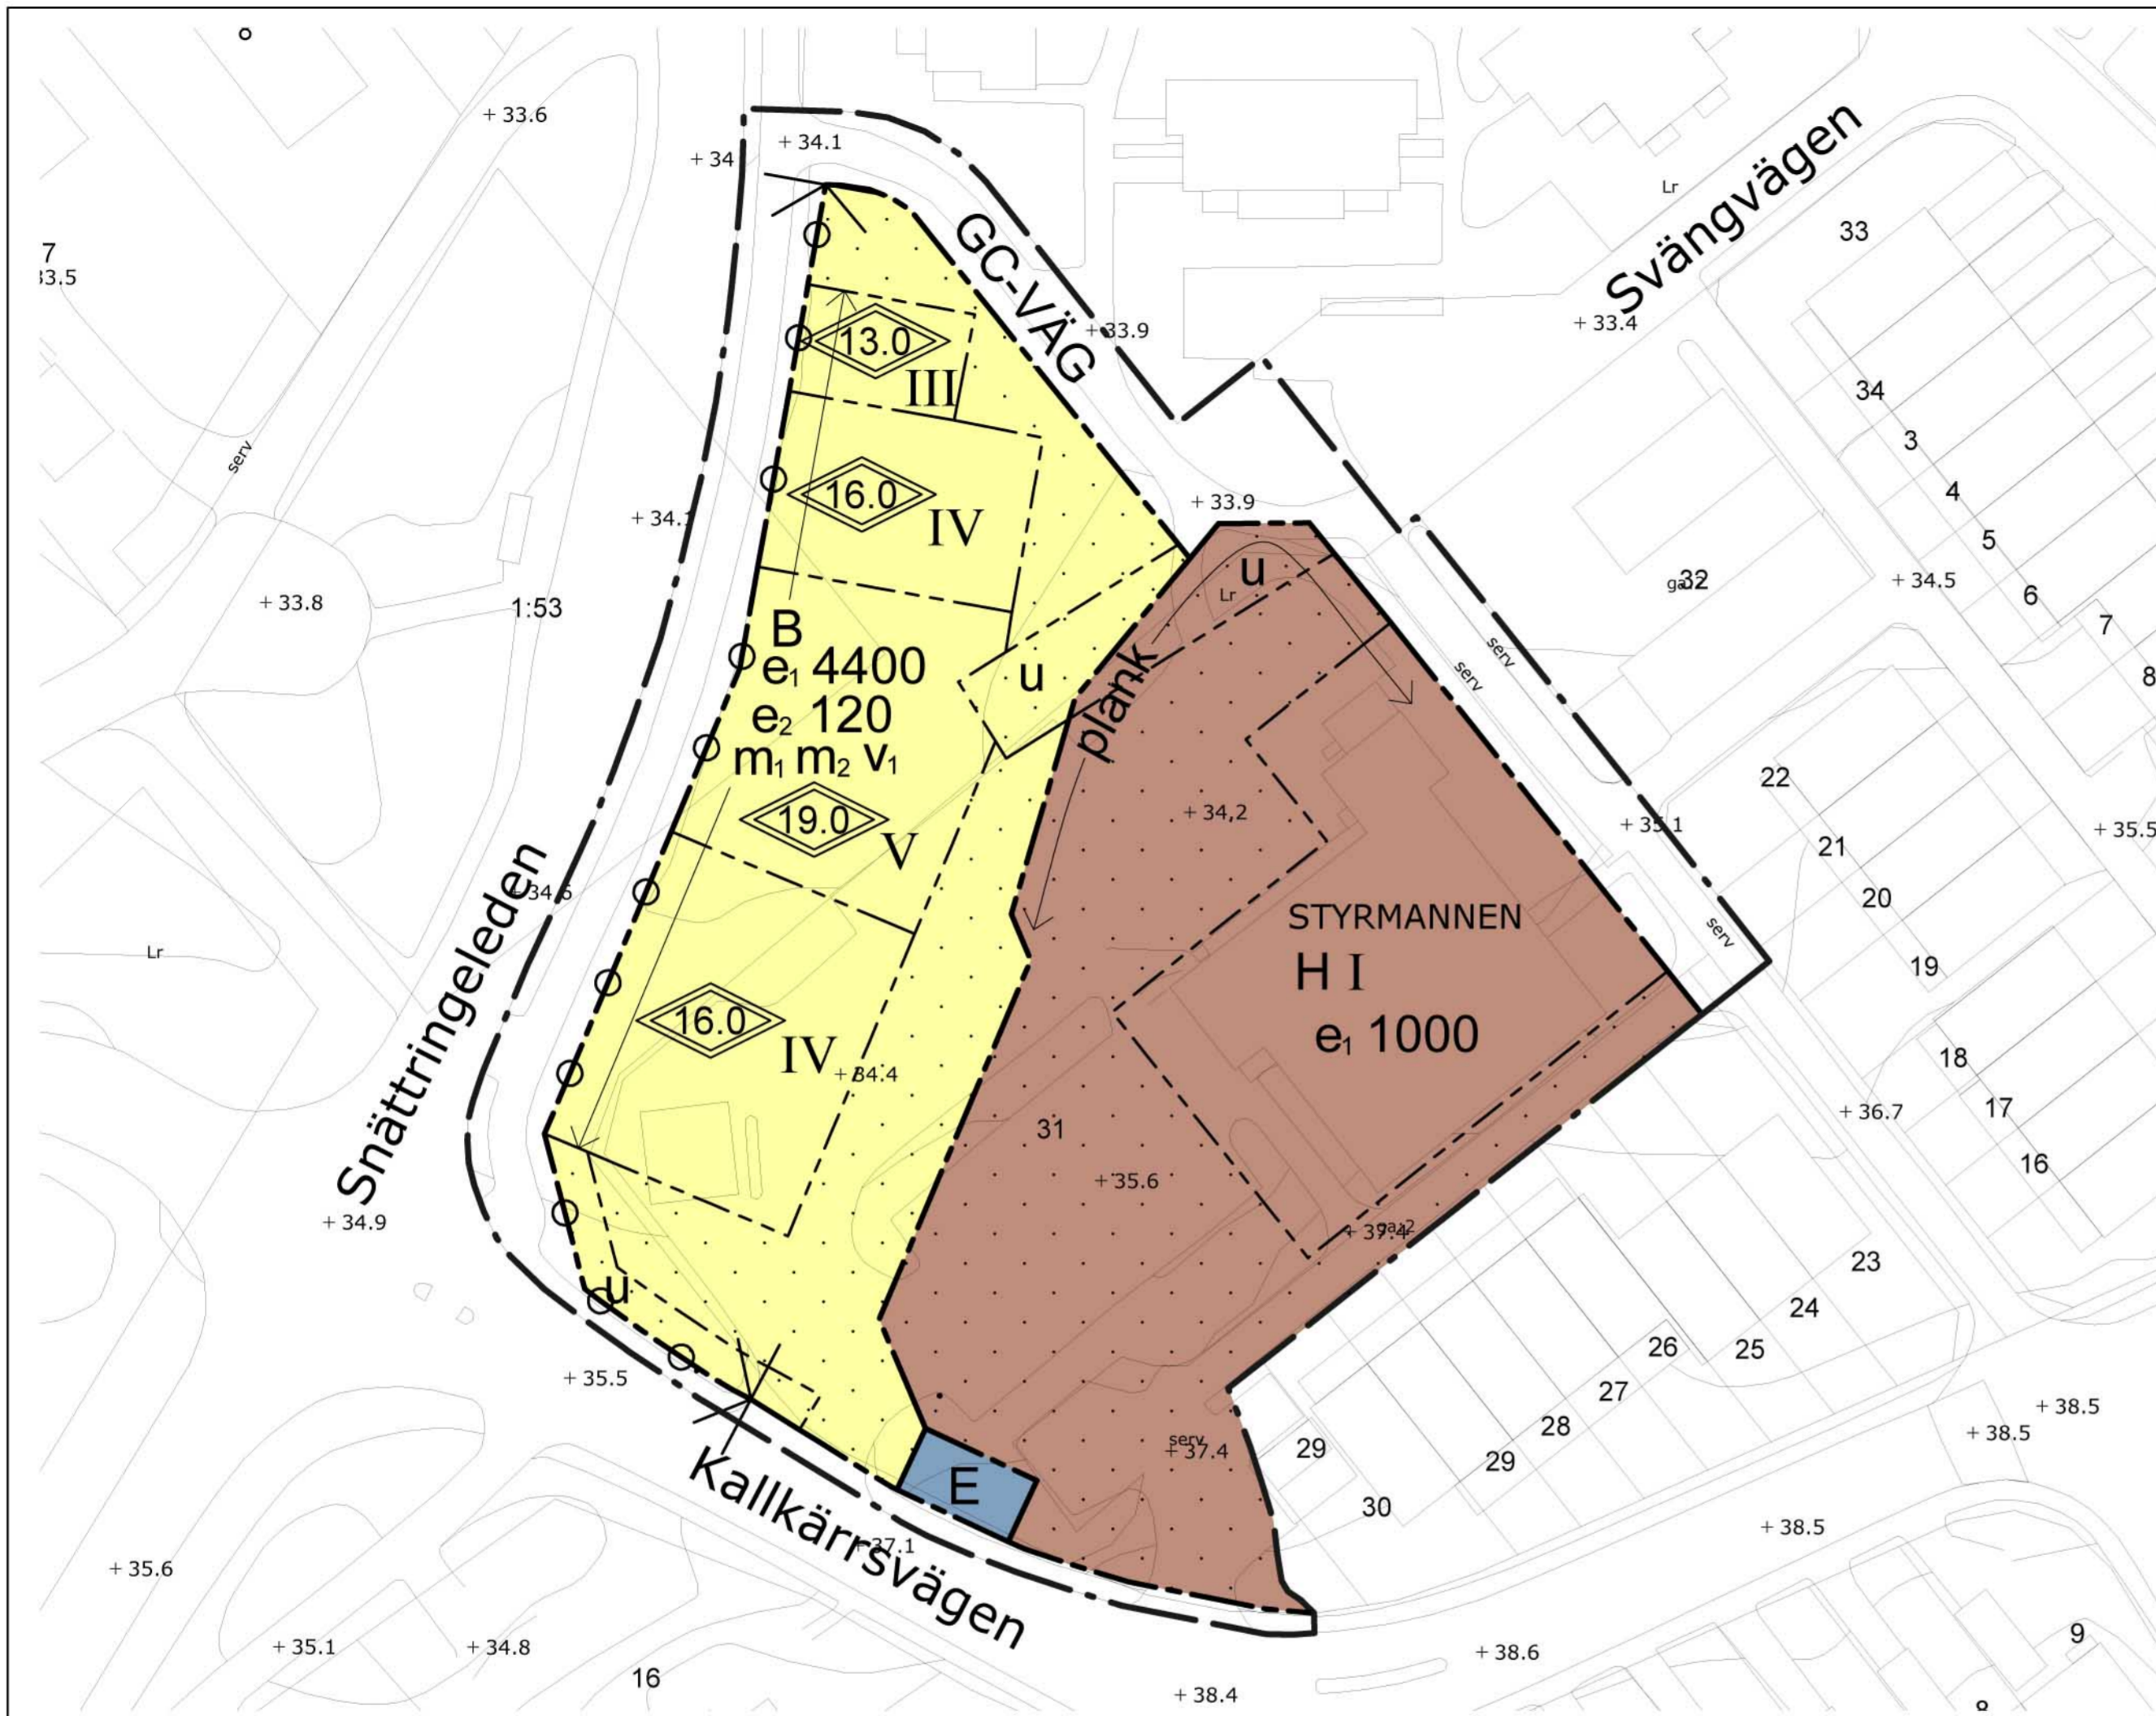 + 33.6
+ 34.1
+ 34
Lr
Svängvägen
33
7
GC-VÄG
+ 33.9
+ 33.4
13.0
III
34
3
serv
16.0
IV
+ 33.9
4
5
+ 34.5
6
32
u
Lr
+ 33.8
1:53
7
8
B
e₁ 4400
e₂ 120
m₁ m₂ v₁
u
plank
serv
serv
22
19.0
V
+ 34,2
+ 35.1
+ 35.5
21
20
Snättringeleden
STYRMANNEN
H I
e₁ 1000
serv
19
Lr
16.0
IV
+ 34.4
18
17
16
+ 36.7
31
+ 35.6
+ 34.9
+ 37.4
23
24
25
26
27
28
29
u
+ 35.5
serv
+ 37.4
29
30
+ 38.5
+ 38.5
E
Kallkärrsvägen
+ 37.1
+ 38.5
+ 35.6
+ 35.1
+ 34.8
16
+ 38.6
+ 38.4
9